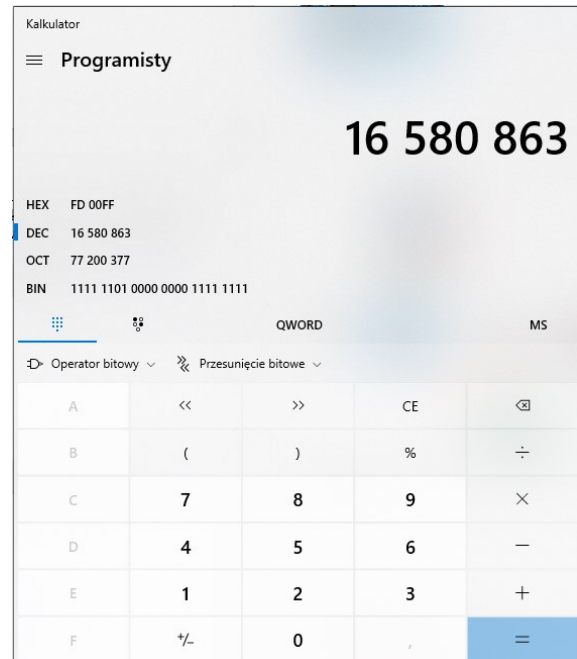 Kalkulator
Programisty
16 580 863
HEX FD 00FF
DEC 16 580 863
OCT 77 200 377
BIN 1111 1101 0000 0000 1111 1111
QWORD MS
Operator bitowy Przesunięcie bitowe
A << >> CE
B ( ) % ÷
C 7 8 9 ×
D 4 5 6 −
E 1 2 3 +
F +/− 0 , =